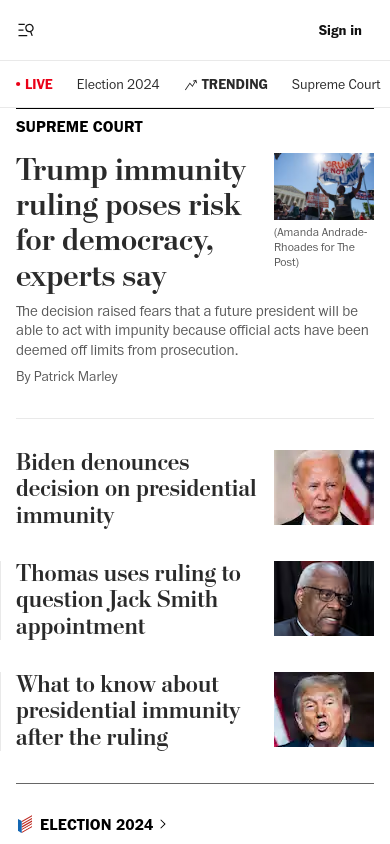 Sign in
LIVE Election 2024 TRENDING Supreme Court
SUPREME COURT
Trump immunity
ruling poses risk
for democracy,
experts say
(Amanda Andrade-
Rhoades for The
Post)
The decision raised fears that a future president will be
able to act with impunity because official acts have been
deemed off limits from prosecution.
By Patrick Marley
Biden denounces
decision on presidential
immunity
Thomas uses ruling to
question Jack Smith
appointment
What to know about
presidential immunity
after the ruling
ELECTION 2024